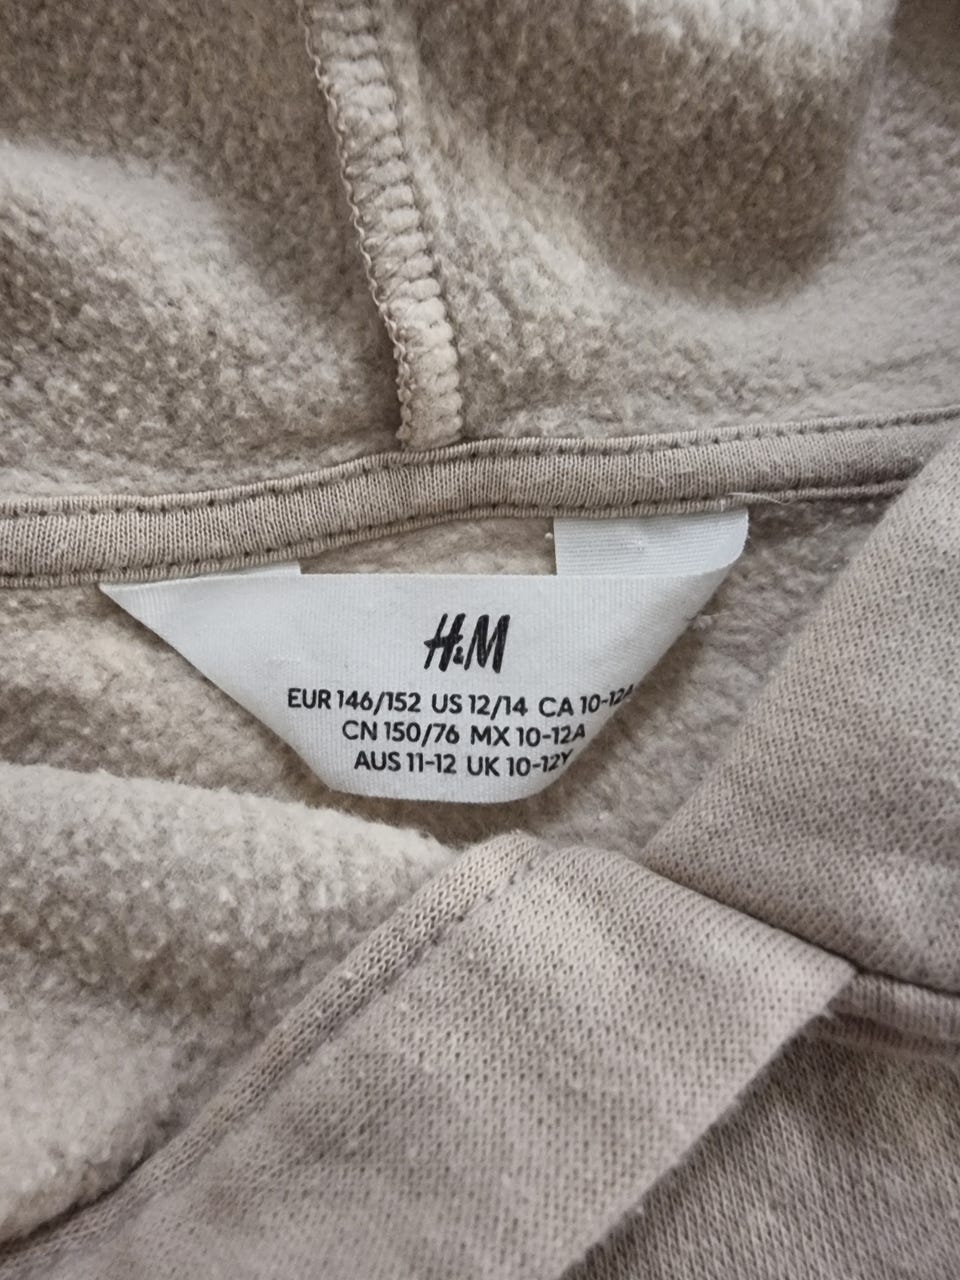 H&M
EUR 146/152 US 12/14 CA 10-12A
CN 150/76 MX 10-12A
AUS 11-12 UK 10-12Y